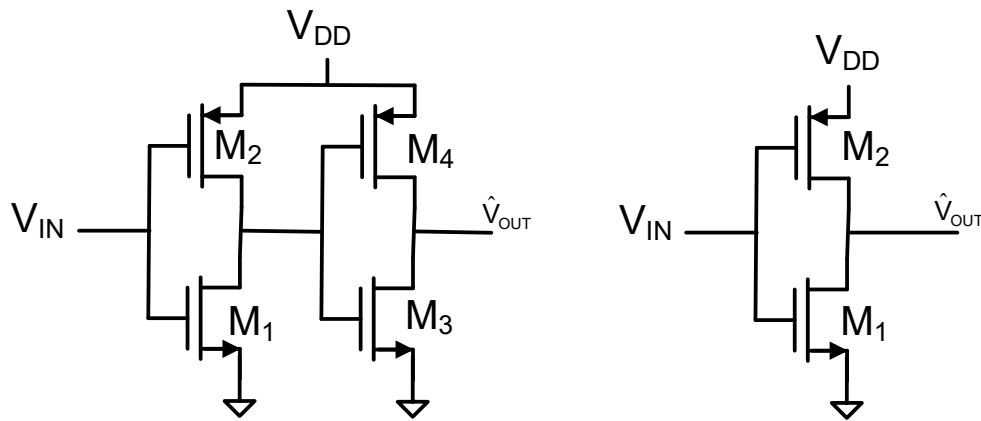 V_DD
M_2
M_4
V_IN
V̂_OUT
M_1
M_3
V_DD
M_2
V_IN
V̂_OUT
M_1